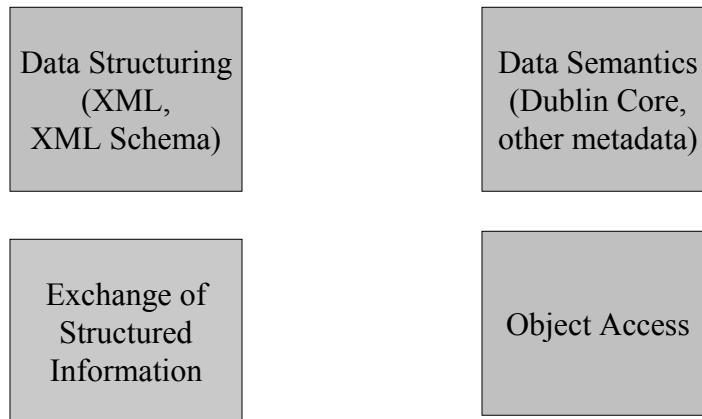 Data Structuring
(XML,
XML Schema)
Data Semantics
(Dublin Core,
other metadata)
Exchange of
Structured
Information
Object Access